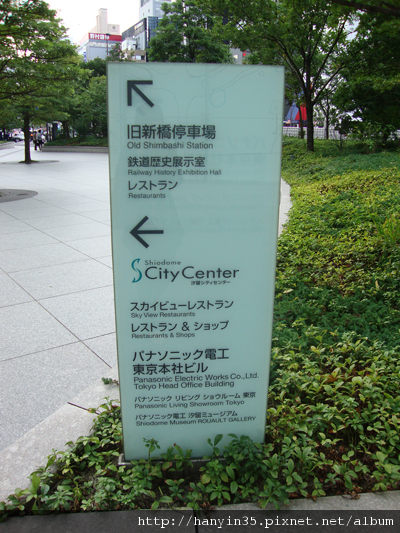 旧新橋停車場
Old Shimbashi Station
鉄道歴史展示室
Railway History Exhibition Hall
レストラン
Restaurants
Shiodome
City Center
汐留シティセンター
スカイビューレストラン
Sky View Restaurants
レストラン & ショップ
Restaurants & Shops
パナソニック電工
東京本社ビル
Panasonic Electric Works Co., Ltd.
Tokyo Head Office Building
パナソニック リビング ショウルーム 東京
Panasonic Living Showroom Tokyo
パナソニック電工 汐留ミュージアム
Shiodome Museum ROUAULT GALLERY
http://hanyin35.pixnet.net/album